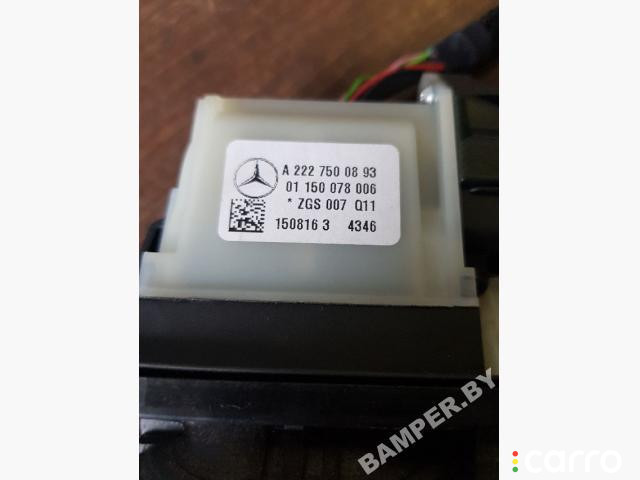 A 222 750 08 93
01 150 078 006
* ZGS 007 Q11
150816 3 4346
BAMPER.BY
carro